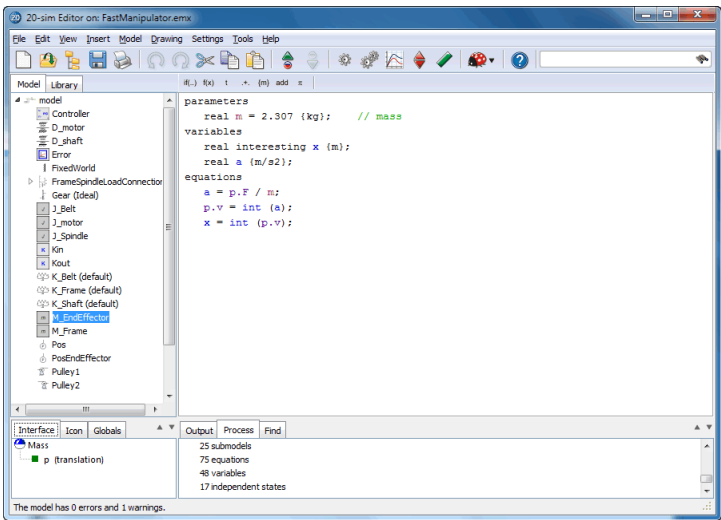 20-sim Editor on: FastManipulator.emx
File Edit View Insert Model Drawing Settings Tools Help
Model Library
if(..) f(x) t .+. {m} add π
model
Controller
D_motor
D_shaft
Error
FixedWorld
FrameSpindleLoadConnection
Gear (Ideal)
J_Belt
J_motor
J_Spindle
Kin
Kout
K_Belt (default)
K_Frame (default)
K_Shaft (default)
M_EndEffector
M_Frame
Pos
PosEndEffector
Pulley1
Pulley2
parameters
real m = 2.307 {kg}; // mass
variables
real interesting x {m};
real a {m/s2};
equations
a = p.F / m;
p.v = int (a);
x = int (p.v);
Interface Icon Globals
Mass
p (translation)
Output Process Find
25 submodels
75 equations
48 variables
17 independent states
The model has 0 errors and 1 warnings.